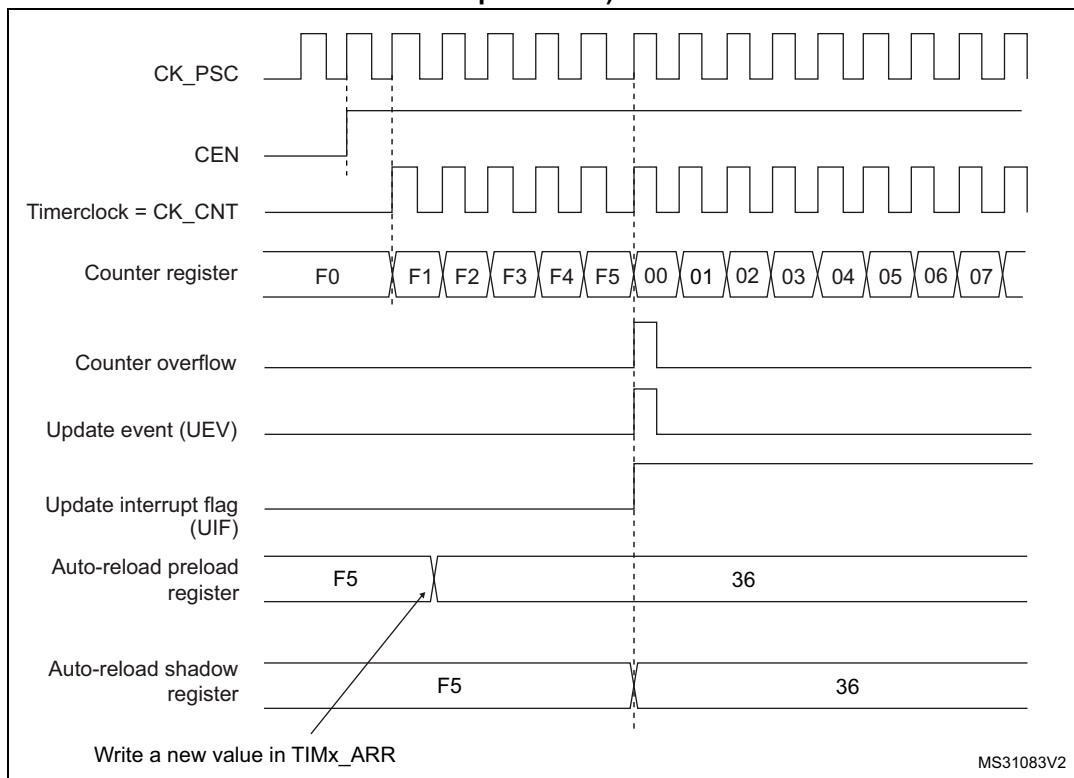 CK_PSC
CEN
Timerclock = CK_CNT
Counter register F0 F1 F2 F3 F4 F5 00 01 02 03 04 05 06 07
Counter overflow
Update event (UEV)
Update interrupt flag
(UIF)
Auto-reload preload
register
F5 36
Auto-reload shadow
register
F5 36
Write a new value in TIMx_ARR
MS31083V2